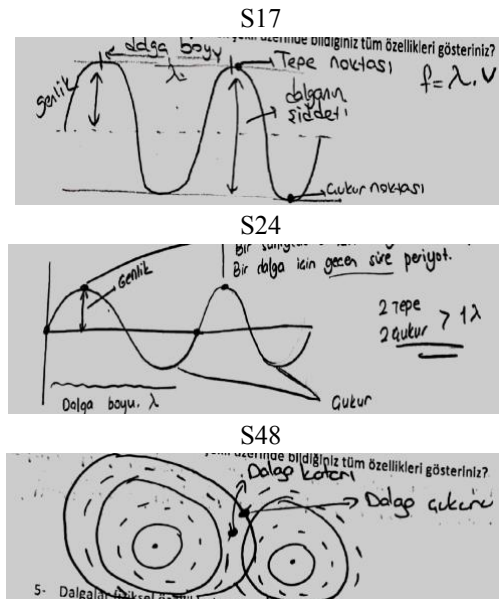 S17
üzerinde bildiğiniz tüm özellikleri gösteriniz?
dalga boyu
λ
Tepe noktası
f = λ.v
Genlik
dalganın
şiddeti
Çukur noktası
S24
Bir dalga için geçen süre periyot.
Genlik
2 Tepe
2 Çukur > 1λ
Dalga boyu. λ
Çukur
S48
üzerinde bildiğiniz tüm özellikleri gösteriniz?
Dalga
Dalga çukuru
5- Dalgalar